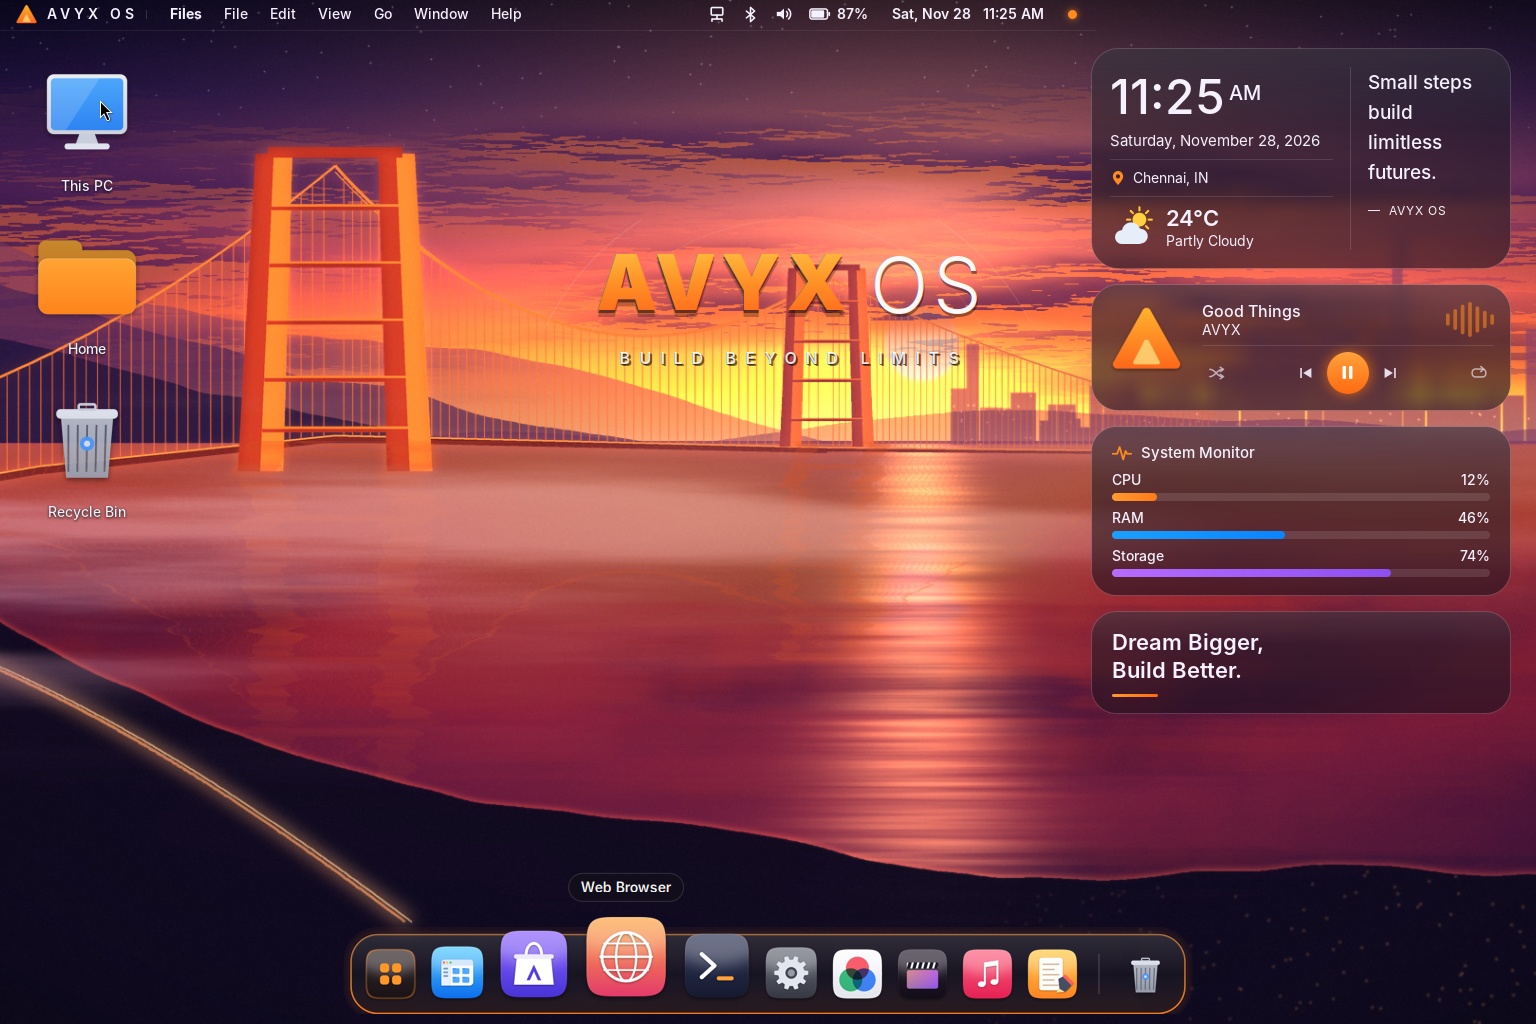 AVYX OS Files File Edit View Go Window Help 87% Sat, Nov 28 11:25 AM
This PC
Home
Recycle Bin
AVYX OS
BUILD BEYOND LIMITS
11:25 AM
Saturday, November 28, 2026
Chennai, IN
24°C
Partly Cloudy
Small steps
build
limitless
futures.
— AVYX OS
Good Things
AVYX
System Monitor
CPU 12%
RAM 46%
Storage 74%
Dream Bigger,
Build Better.
Web Browser